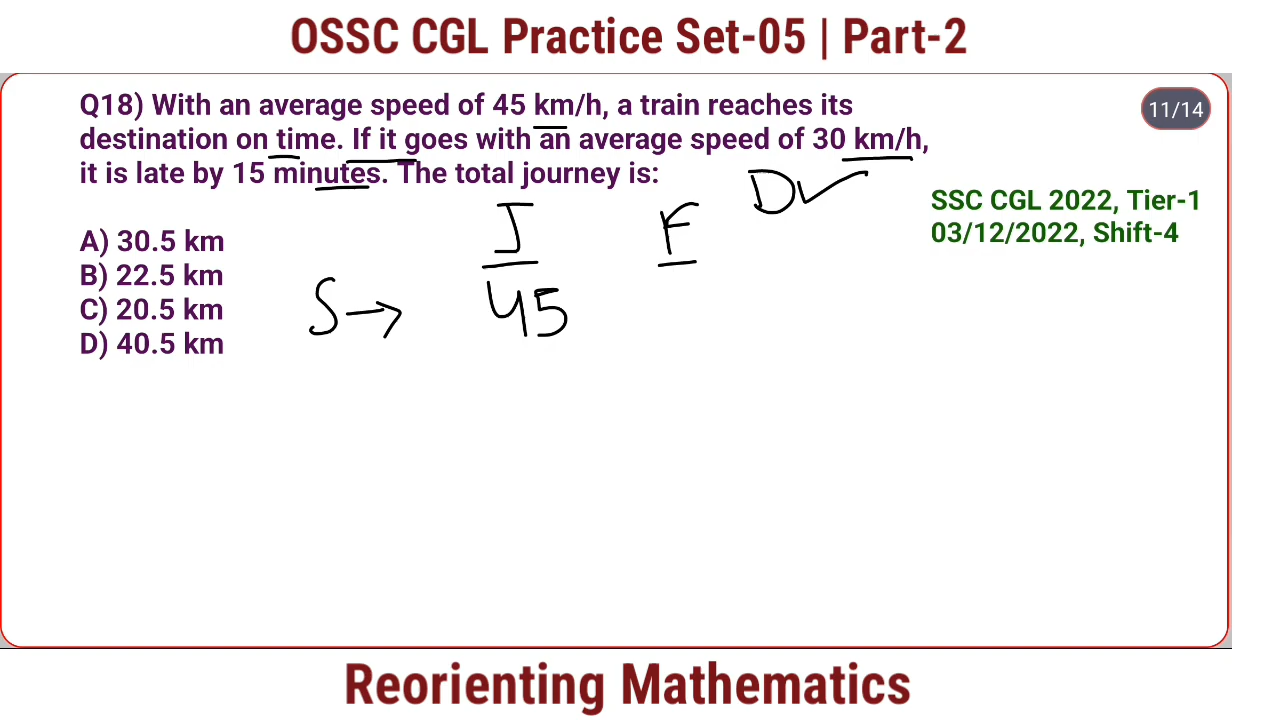 OSSC CGL Practice Set-05 | Part-2
Q18) With an average speed of 45 km/h, a train reaches its
destination on time. If it goes with an average speed of 30 km/h,
it is late by 15 minutes. The total journey is:
11/14
D✓
SSC CGL 2022, Tier-1
03/12/2022, Shift-4
A) 30.5 km
B) 22.5 km
C) 20.5 km
D) 40.5 km
I F
S → 45
Reorienting Mathematics